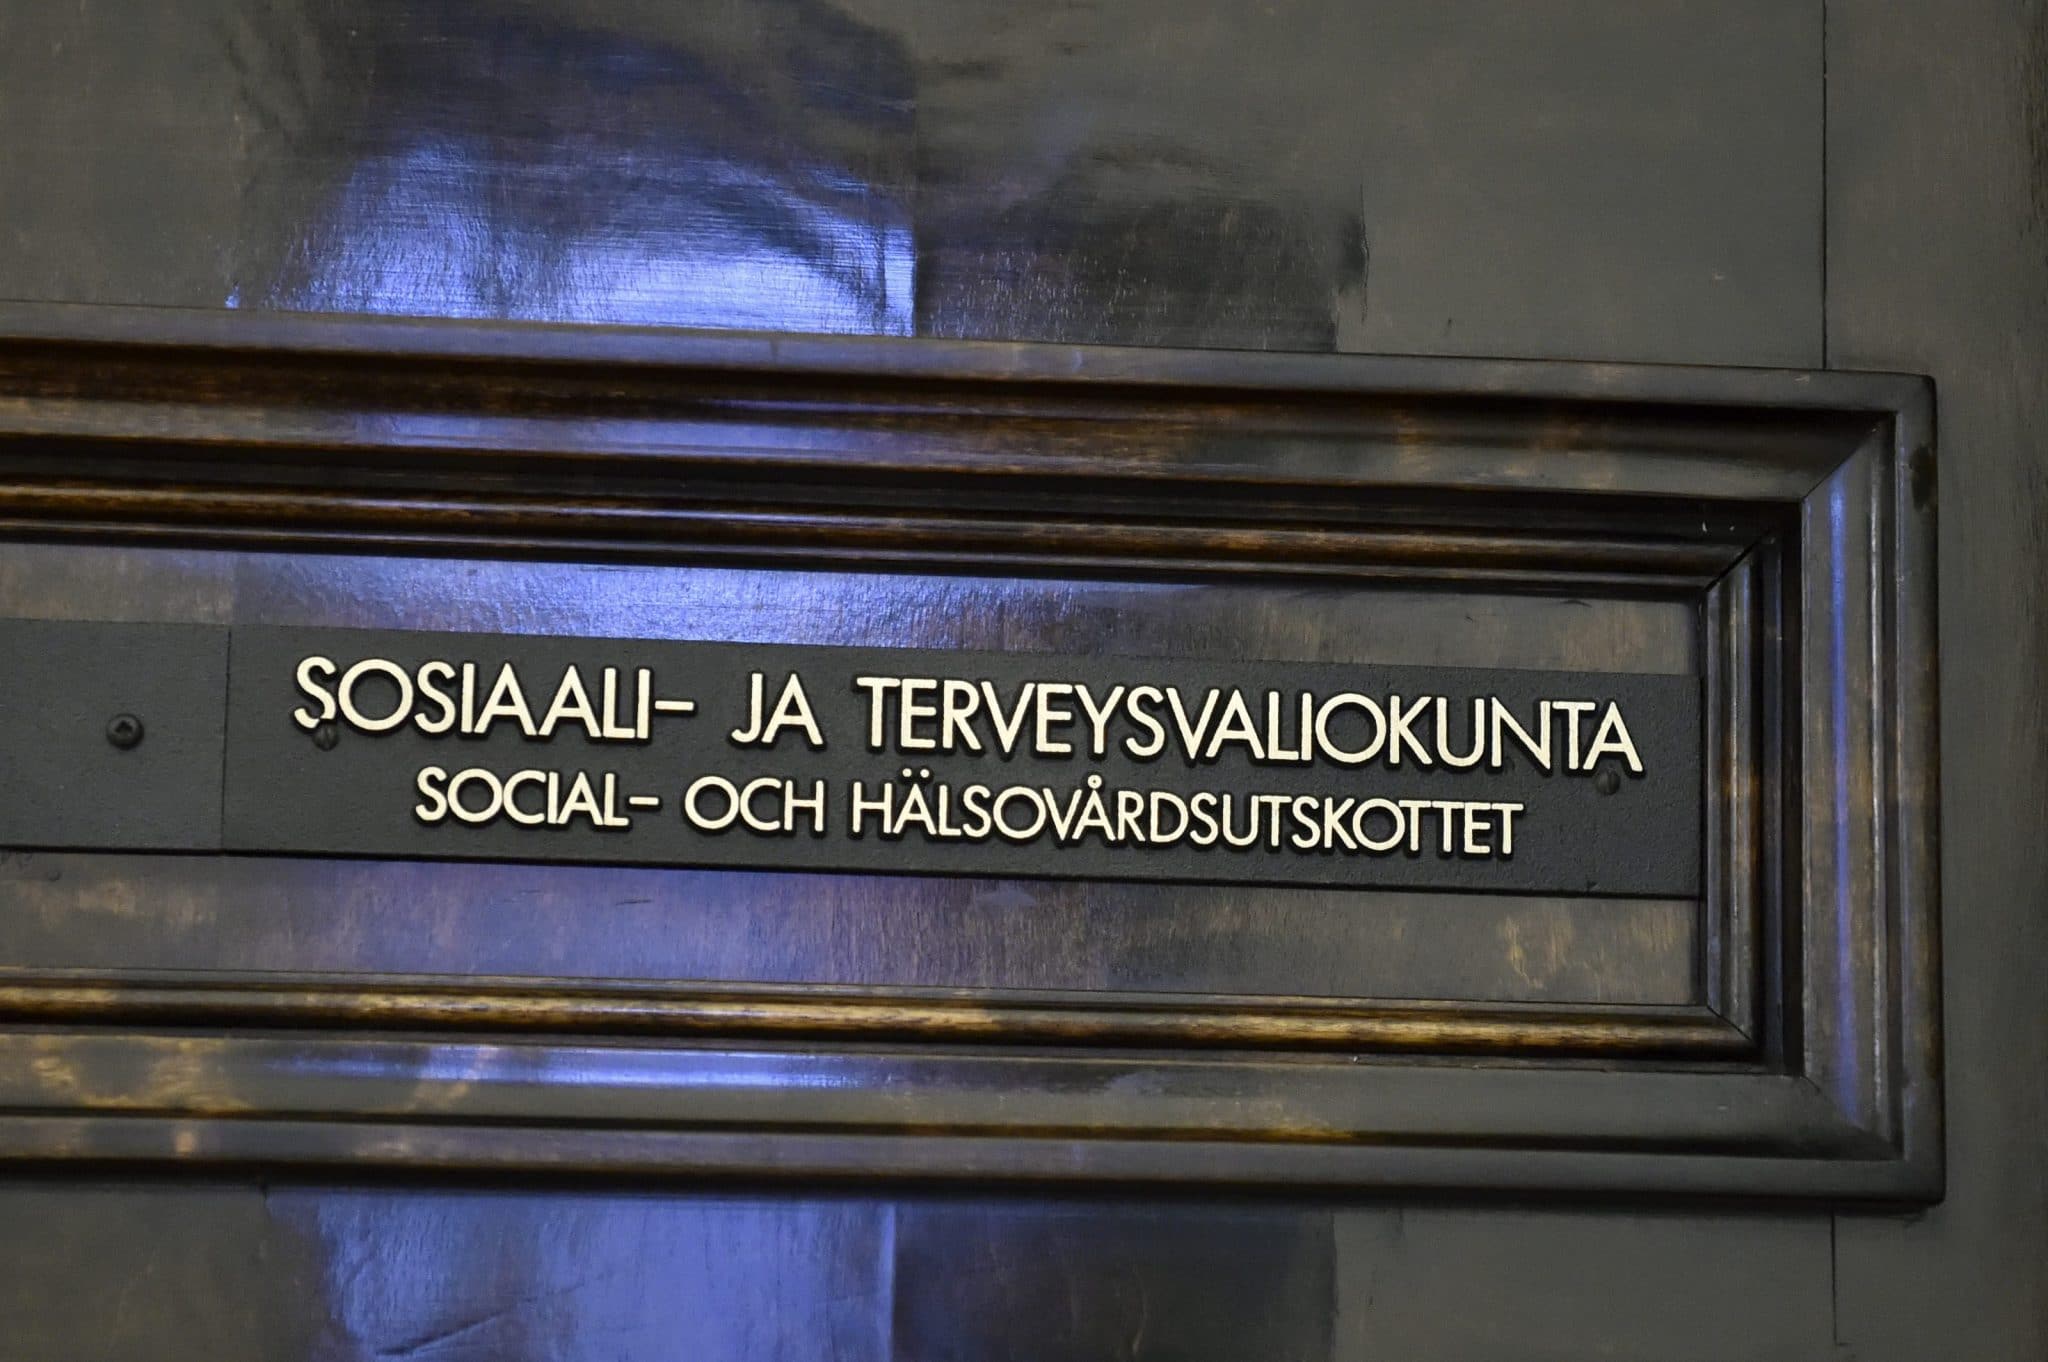 SOSIAALI- JA TERVEYSVALIOKUNTA
SOCIAL- OCH HÄLSOVÅRDSUTSKOTTET